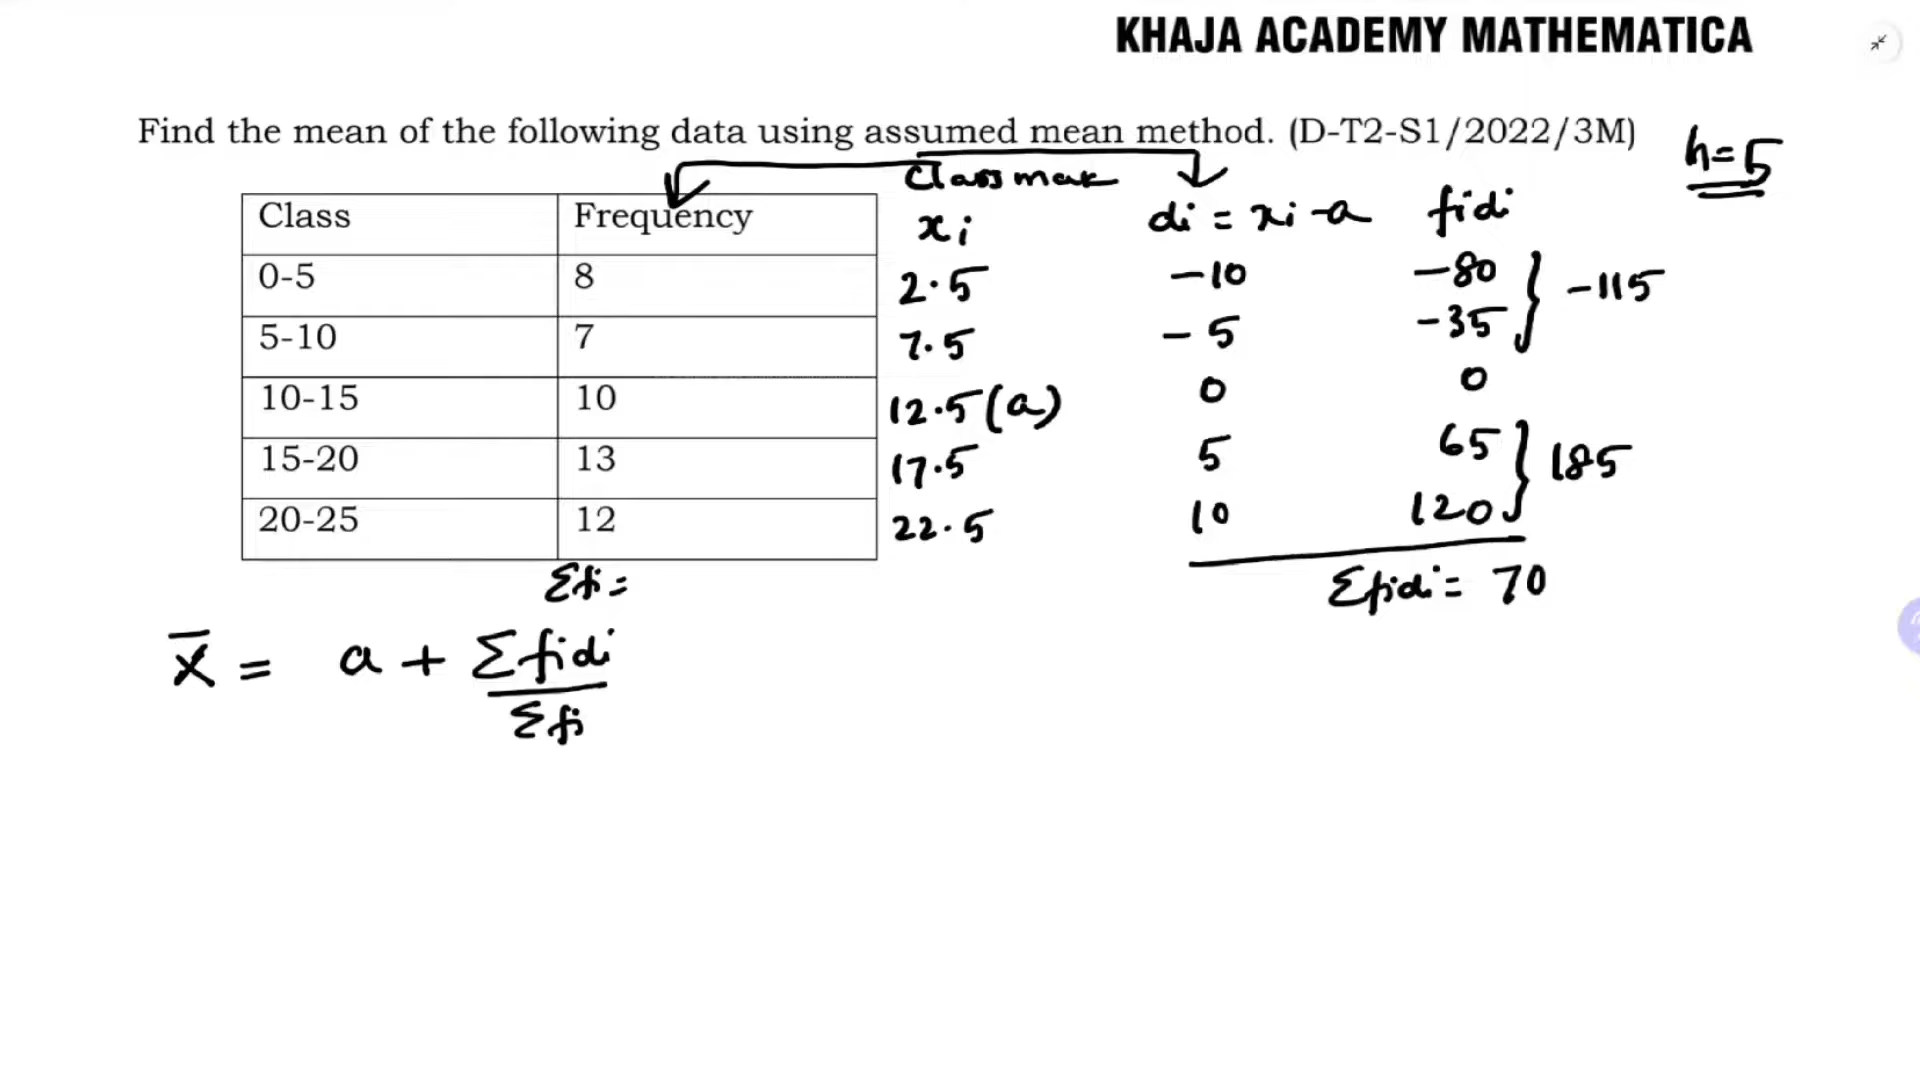 KHAJA ACADEMY MATHEMATICA
Find the mean of the following data using assumed mean method. (D-T2-S1/2022/3M)
h=5
Class mark
Class Frequency xi di = xi -a fidi
0-5 8 2.5 -10 -80
-115
5-10 7 7.5 -5 -35
10-15 10 12.5(a) 0 0
15-20 13 17.5 5 65
185
20-25 12 22.5 10 120
Σfi = Σfidi = 70
x̄ = a + Σfidi
Σfi